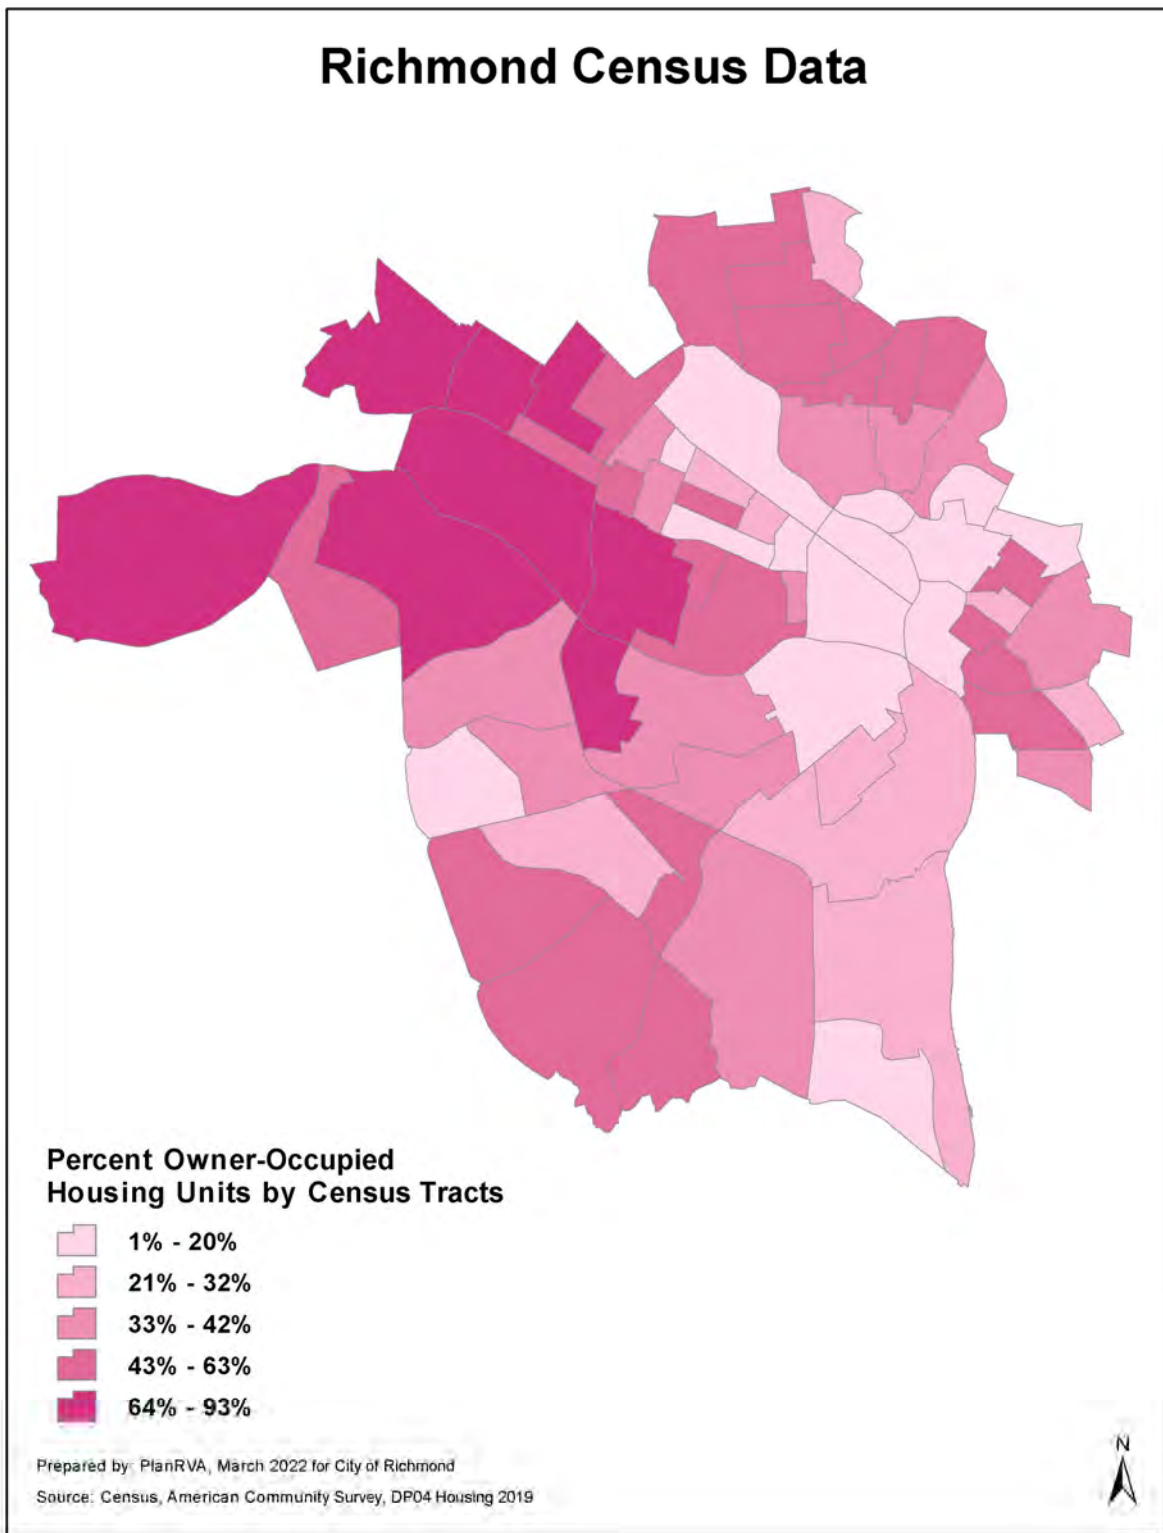 Richmond Census Data
Percent Owner-Occupied
Housing Units by Census Tracts
1% - 20%
21% - 32%
33% - 42%
43% - 63%
64% - 93%
Prepared by: PlanRVA, March 2022 for City of Richmond
Source: Census, American Community Survey, DP04 Housing 2019
N